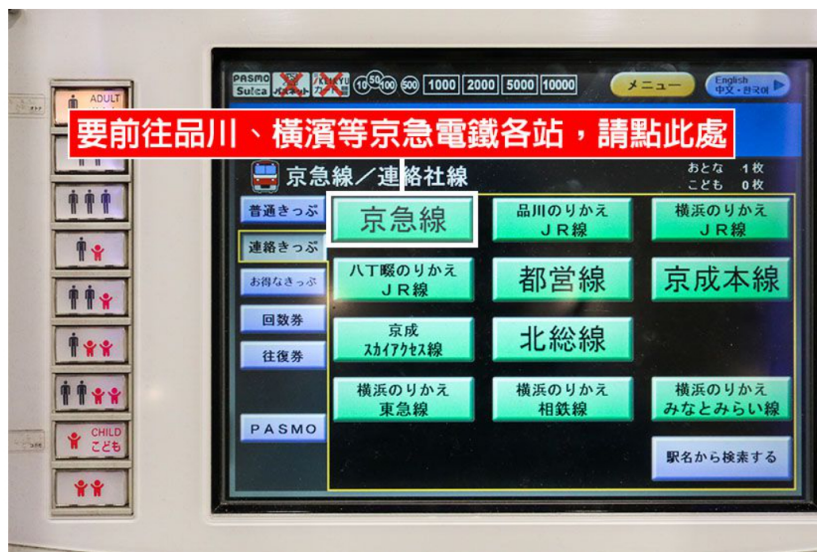 PASMO
Suica
10 50 100 500 1000 2000 5000 10000
メニュー
English
中文・한국어
ADULT
要前往品川、橫濱等京急電鐵各站,請點此處
京急線/連絡社線
おとな 1枚
こども 0枚
普通きっぷ
連絡きっぷ
お得なきっぷ
回数券
往復券
PASMO
京急線
品川のりかえ
JR線
横浜のりかえ
JR線
八丁畷のりかえ
JR線
都営線
京成本線
京成
スカイアクセス線
北総線
横浜のりかえ
東急線
横浜のりかえ
相鉄線
横浜のりかえ
みなとみらい線
駅名から検索する
CHILD
こども